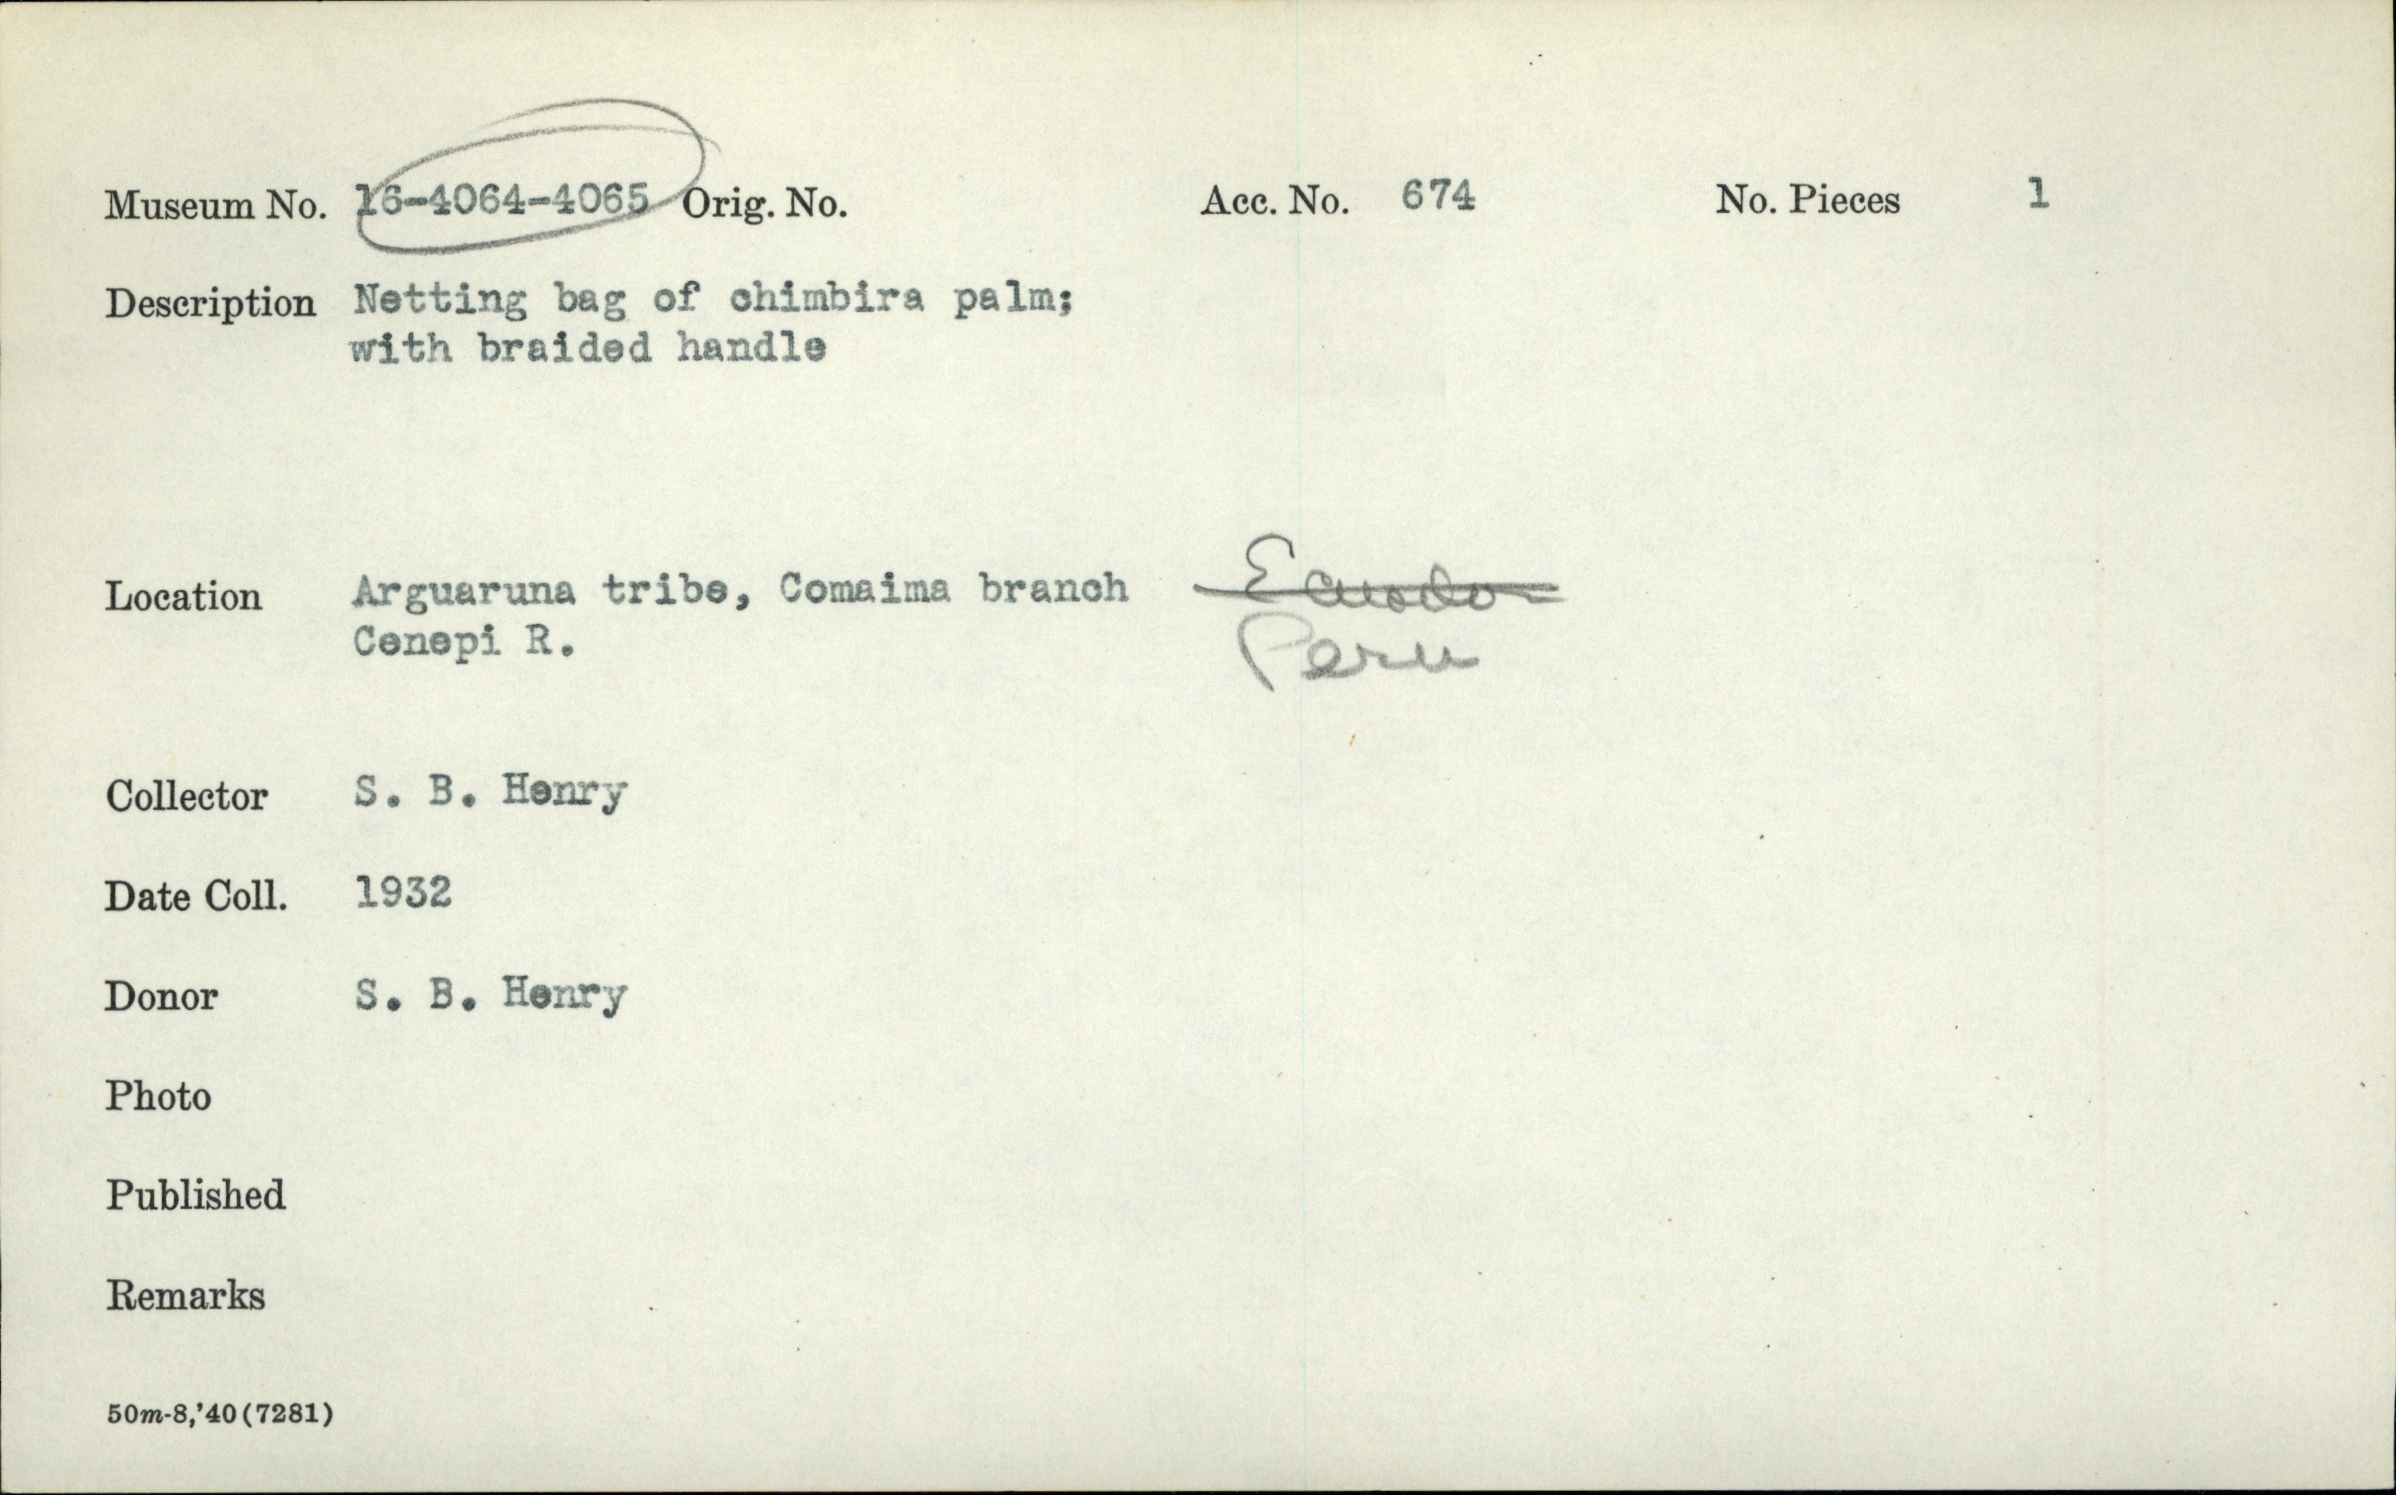 Museum No. 16-4064-4065 Orig. No. Acc. No. 674 No. Pieces 1
Description Netting bag of chimbira palm;
with braided handle
Location Arguaruna tribe, Comaima branch Ecuador
Cenepi R. Peru
Collector S. B. Henry
Date Coll. 1932
Donor S. B. Henry
Photo
Published
Remarks
50m-8,'40(7281)